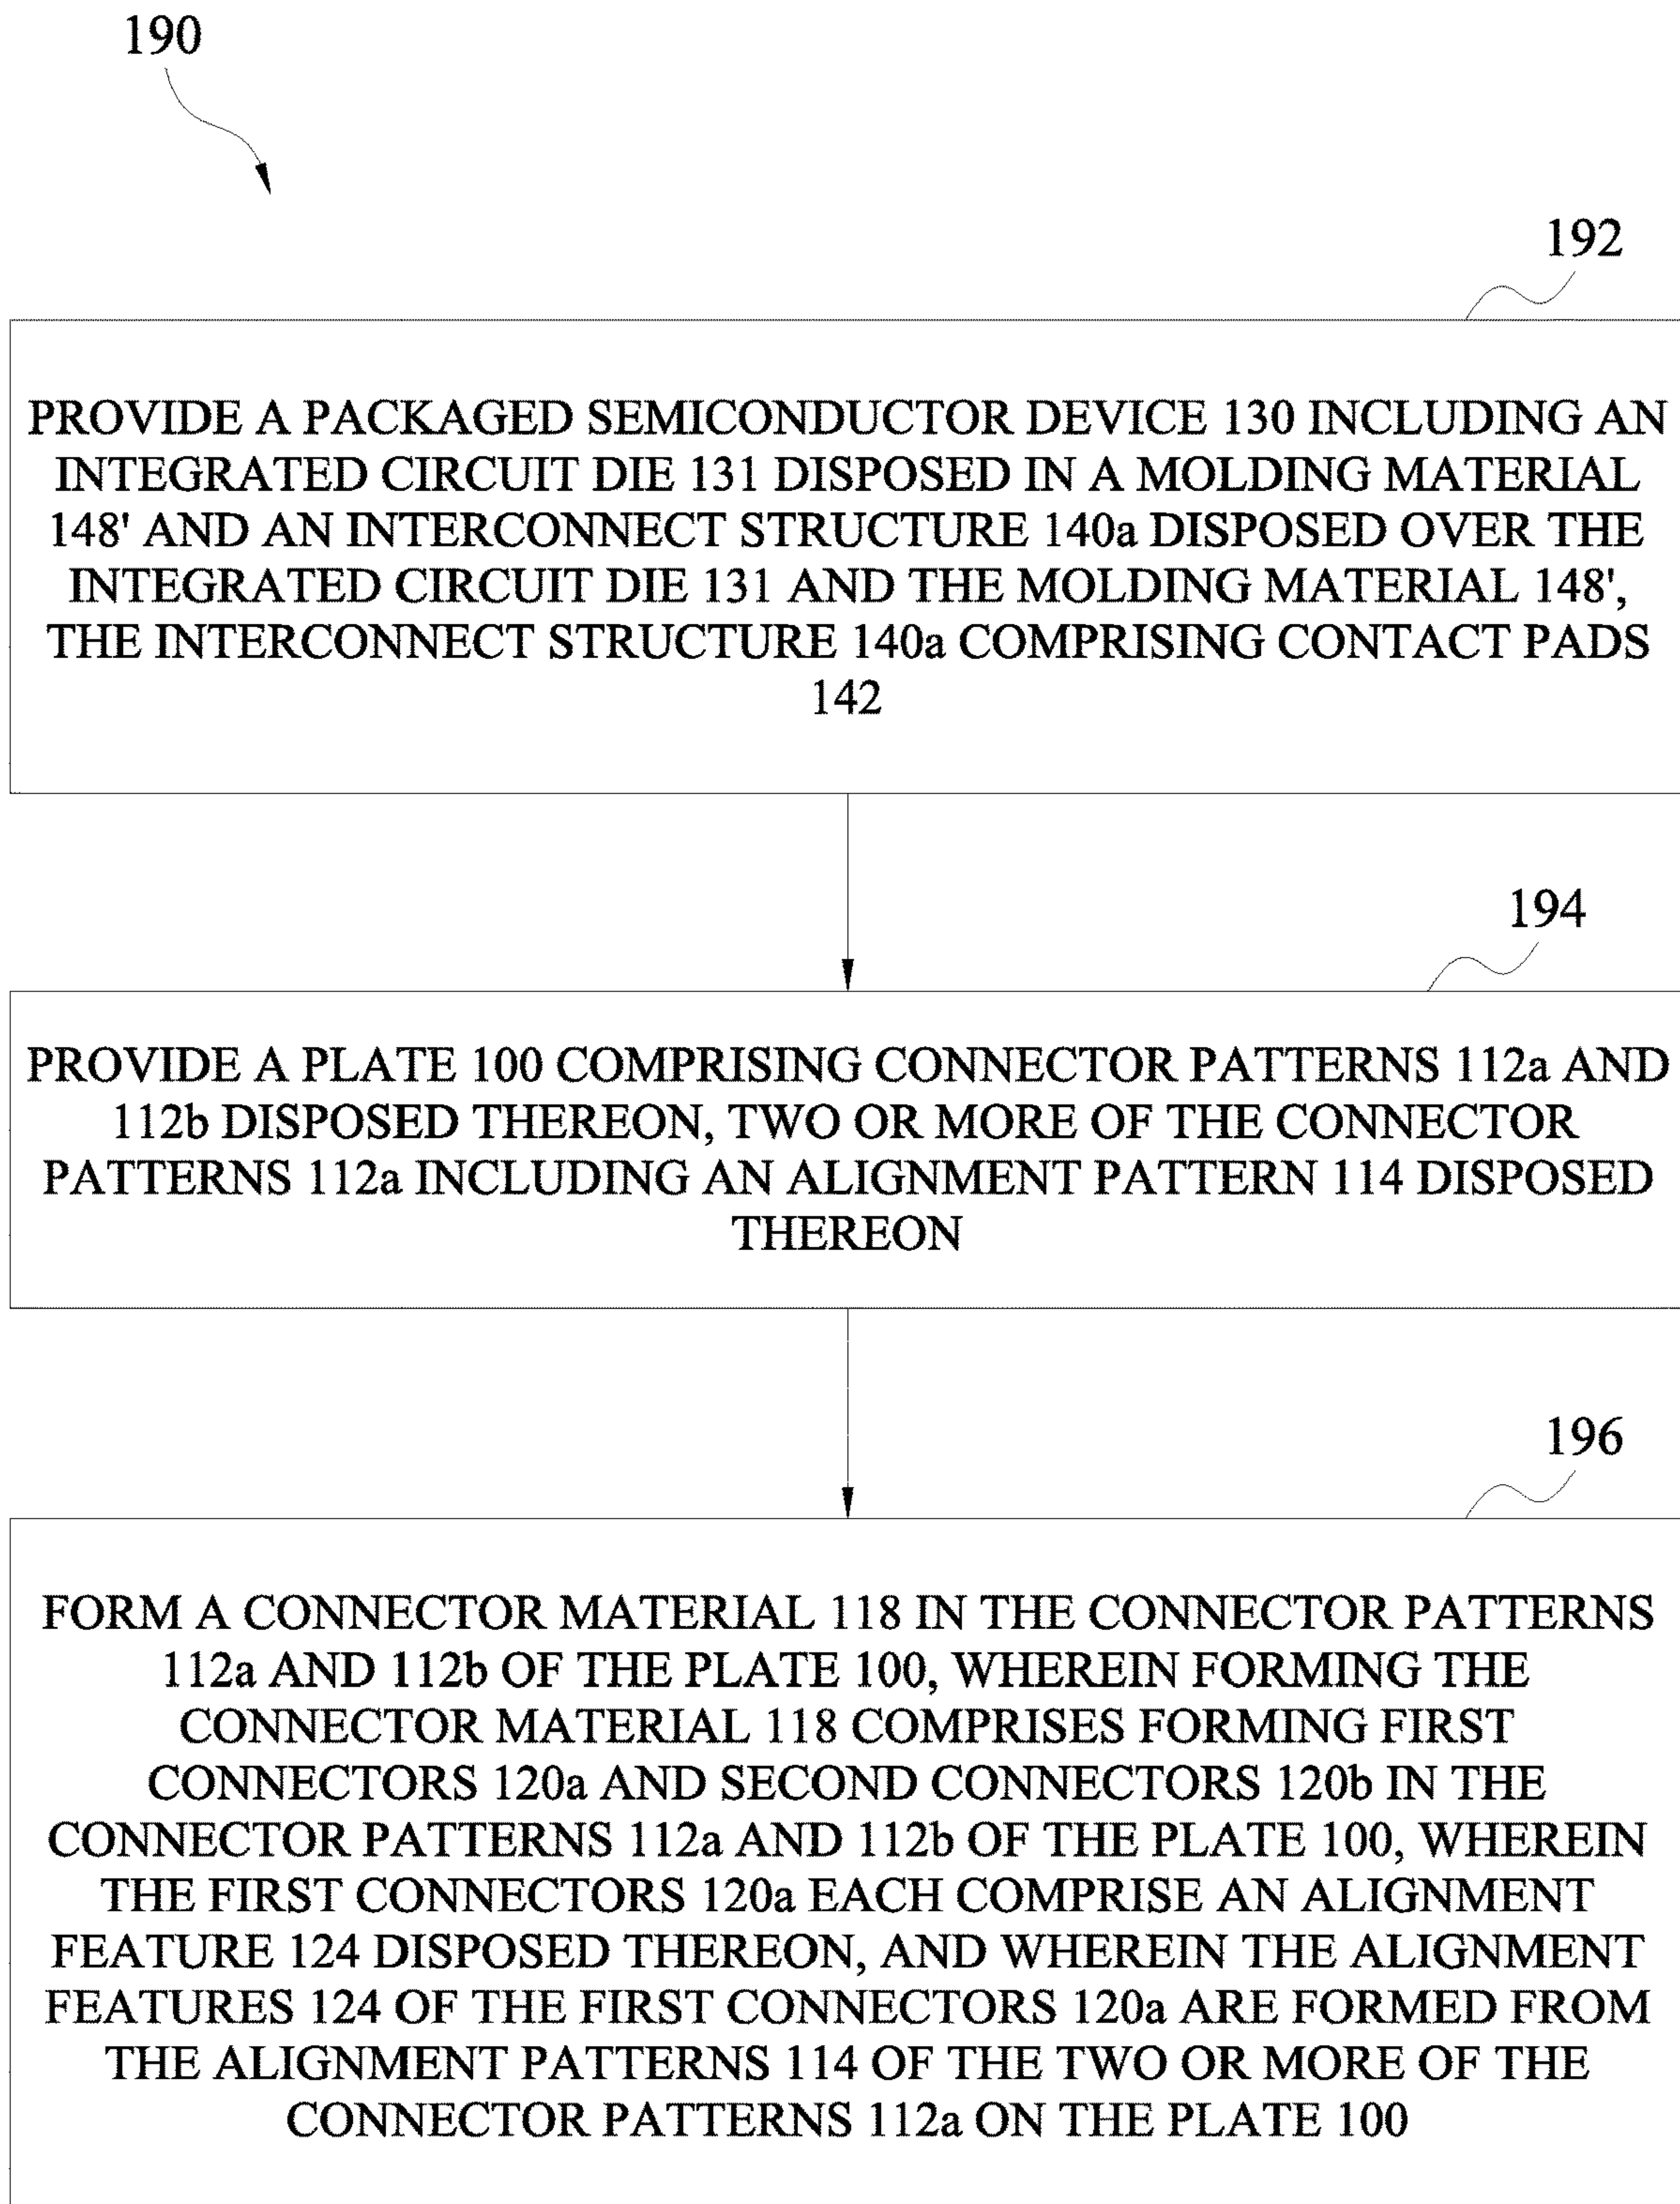 190
192
PROVIDE A PACKAGED SEMICONDUCTOR DEVICE 130 INCLUDING AN
INTEGRATED CIRCUIT DIE 131 DISPOSED IN A MOLDING MATERIAL
148' AND AN INTERCONNECT STRUCTURE 140a DISPOSED OVER THE
INTEGRATED CIRCUIT DIE 131 AND THE MOLDING MATERIAL 148',
THE INTERCONNECT STRUCTURE 140a COMPRISING CONTACT PADS
142
194
PROVIDE A PLATE 100 COMPRISING CONNECTOR PATTERNS 112a AND
112b DISPOSED THEREON, TWO OR MORE OF THE CONNECTOR
PATTERNS 112a INCLUDING AN ALIGNMENT PATTERN 114 DISPOSED
THEREON
196
FORM A CONNECTOR MATERIAL 118 IN THE CONNECTOR PATTERNS
112a AND 112b OF THE PLATE 100, WHEREIN FORMING THE
CONNECTOR MATERIAL 118 COMPRISES FORMING FIRST
CONNECTORS 120a AND SECOND CONNECTORS 120b IN THE
CONNECTOR PATTERNS 112a AND 112b OF THE PLATE 100, WHEREIN
THE FIRST CONNECTORS 120a EACH COMPRISE AN ALIGNMENT
FEATURE 124 DISPOSED THEREON, AND WHEREIN THE ALIGNMENT
FEATURES 124 OF THE FIRST CONNECTORS 120a ARE FORMED FROM
THE ALIGNMENT PATTERNS 114 OF THE TWO OR MORE OF THE
CONNECTOR PATTERNS 112a ON THE PLATE 100